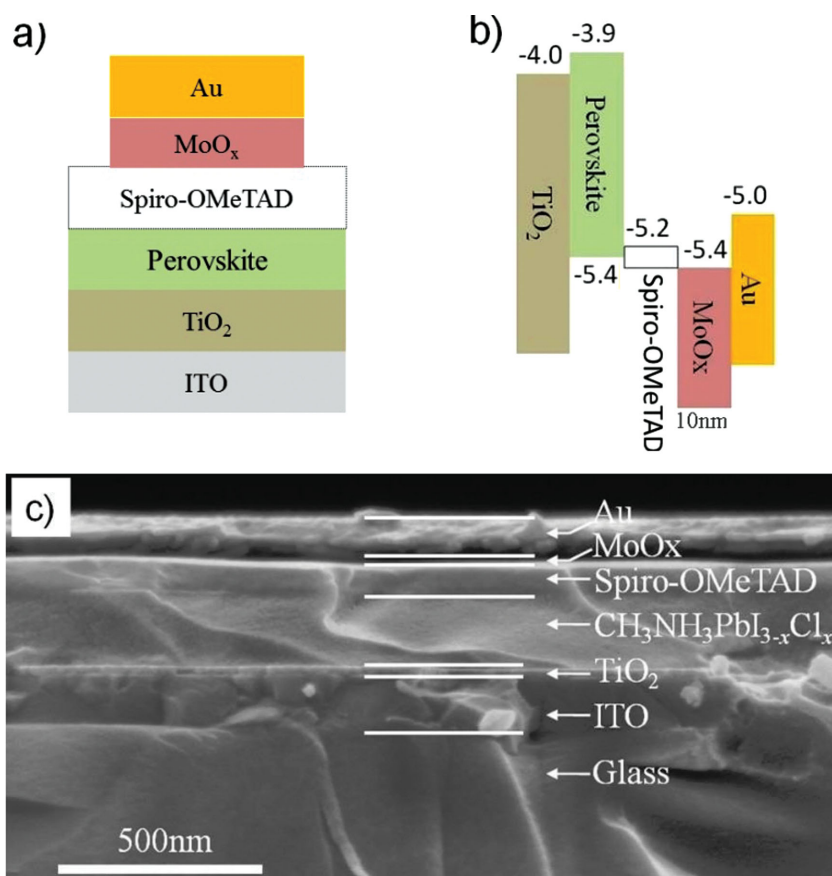 a)
Au
MoOₓ
Spiro-OMeTAD
Perovskite
TiO₂
ITO
b)
-3.9
-4.0
Perovskite
TiO₂
-5.0
-5.2
-5.4
-5.4
Spiro-OMeTAD
MoOx
Au
10nm
c)
Au
MoOx
Spiro-OMeTAD
CH₃NH₃PbI₃₋ₓClₓ
TiO₂
ITO
Glass
500nm